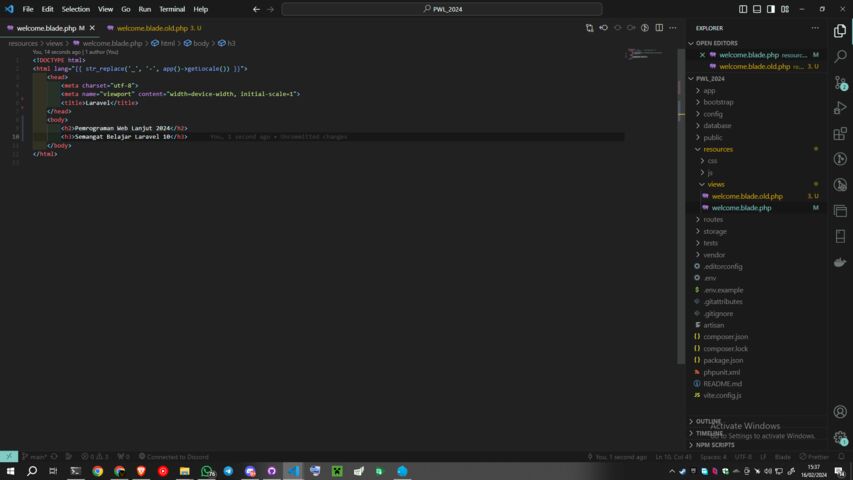 File Edit Selection View Go Run Terminal Help
PWL_2024
welcome.blade.php M
welcome.blade.old.php 3, U
resources > views > welcome.blade.php > html > body > h3
You, 14 seconds ago | 1 author (You)
1 <!DOCTYPE html>
2 <html lang="{{ str_replace('_', '-', app()->getLocale()) }}">
3 <head>
4 <meta charset="utf-8">
5 <meta name="viewport" content="width=device-width, initial-scale=1">
6 <title>Laravel</title>
7 </head>
8 <body>
9 <h2>Pemrograman Web Lanjut 2024</h2>
10 <h3>Semangat Belajar Laravel 10</h3> You, 1 second ago • Uncommitted changes
11 </body>
12 </html>
13
EXPLORER
OPEN EDITORS
welcome.blade.php resourc... M
welcome.blade.old.php re... 3, U
PWL_2024
app
bootstrap
config
database
public
resources
css
js
views
welcome.blade.old.php 3, U
welcome.blade.php M
routes
storage
tests
vendor
.editorconfig
.env
.env.example
.gitattributes
.gitignore
artisan
composer.json
composer.lock
package.json
phpunit.xml
README.md
vite.config.js
OUTLINE
TIMELINE
NPM SCRIPTS
Activate Windows
Go to Settings to activate Windows.
main* 0 3 0 Connected to Discord
You, 1 second ago Ln 10, Col 45 Spaces: 4 UTF-8 LF Blade Prettier
15:37
16/02/2024